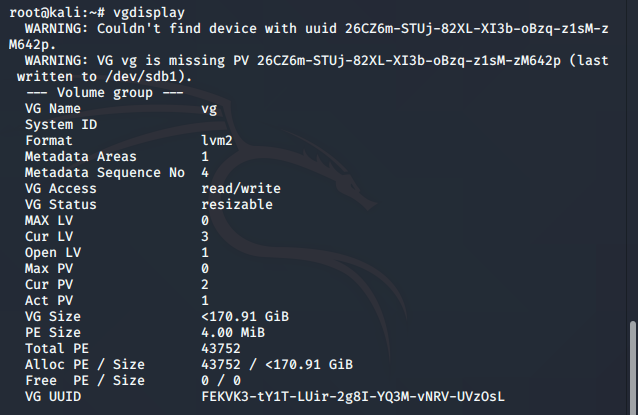 root@kali:~# vgdisplay
WARNING: Couldn't find device with uuid 26CZ6m-STUj-82XL-XI3b-oBzq-z1sM-z
M642p.
WARNING: VG vg is missing PV 26CZ6m-STUj-82XL-XI3b-oBzq-z1sM-zM642p (last
written to /dev/sdb1).
--- Volume group ---
VG Name vg
System ID
Format lvm2
Metadata Areas 1
Metadata Sequence No 4
VG Access read/write
VG Status resizable
MAX LV 0
Cur LV 3
Open LV 1
Max PV 0
Cur PV 2
Act PV 1
VG Size <170.91 GiB
PE Size 4.00 MiB
Total PE 43752
Alloc PE / Size 43752 / <170.91 GiB
Free PE / Size 0 / 0
VG UUID FEKVK3-tY1T-LUir-2g8I-YQ3M-vNRV-UVzOsL